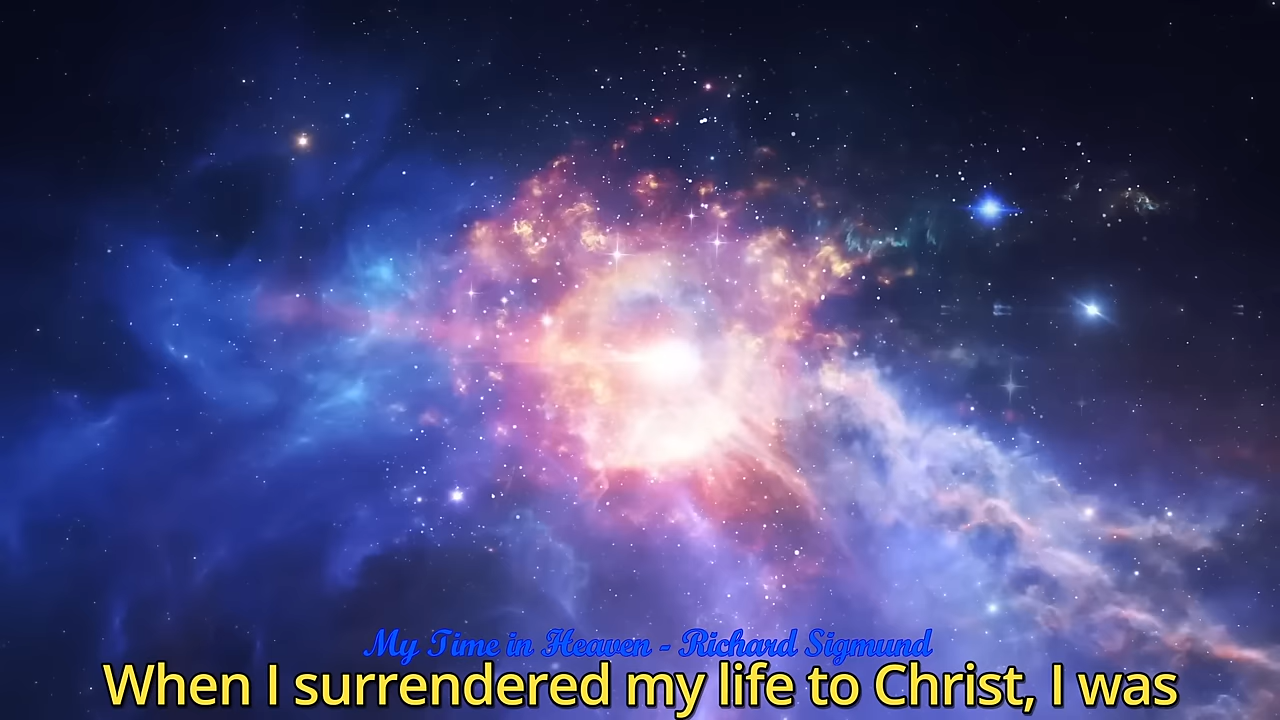 My Time in Heaven - Richard Sigmund
When I surrendered my life to Christ, I was